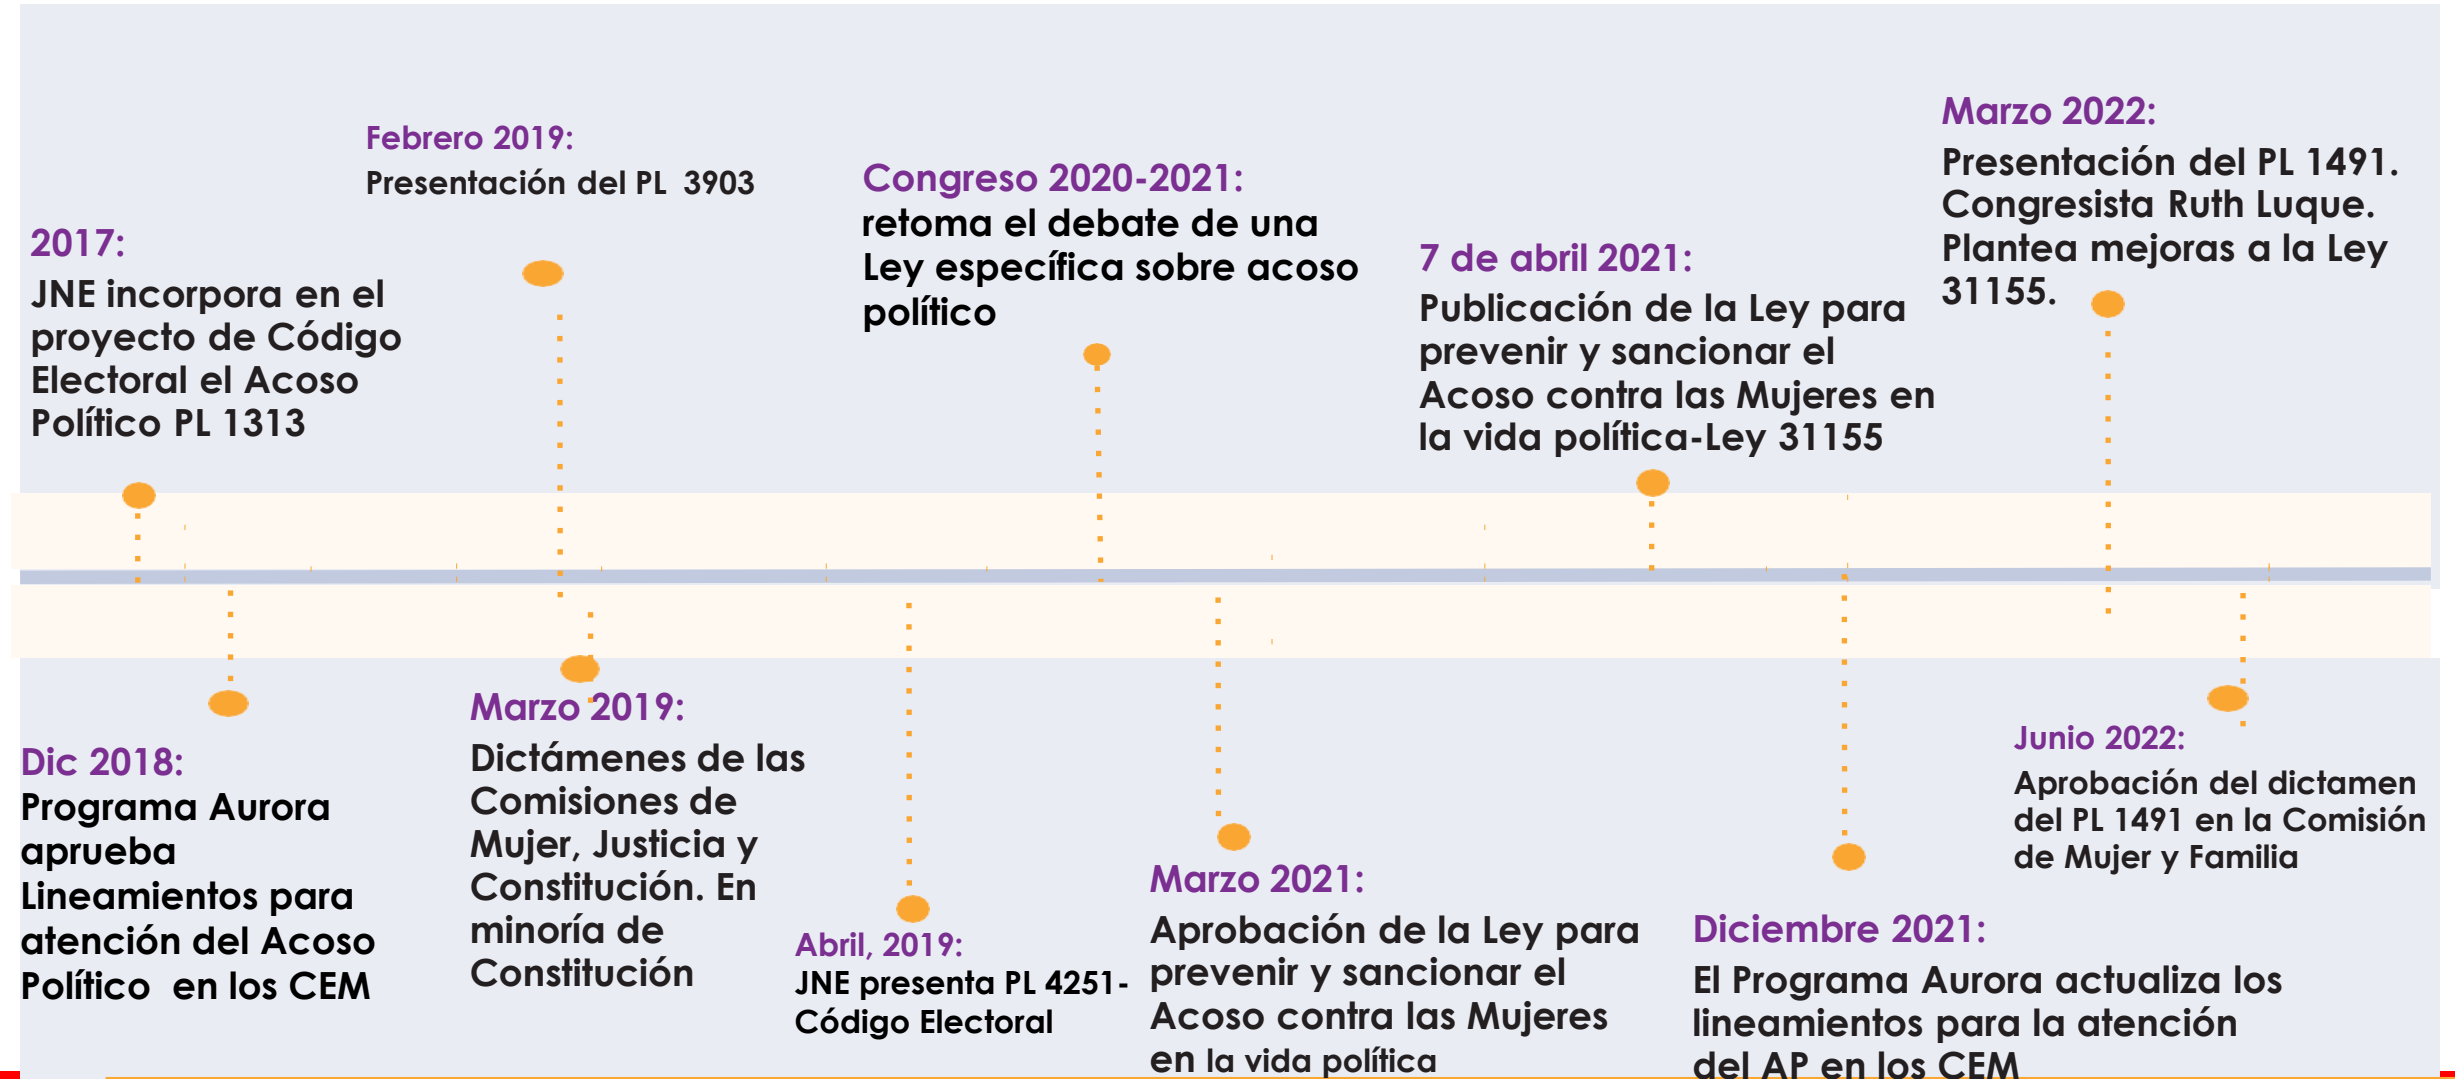 2017:
JNE incorpora en el
proyecto de Código
Electoral el Acoso
Político PL 1313
Febrero 2019:
Presentación del PL 3903
Congreso 2020-2021:
retoma el debate de una
Ley específica sobre acoso
político
7 de abril 2021:
Publicación de la Ley para
prevenir y sancionar el
Acoso contra las Mujeres en
la vida política-Ley 31155
Marzo 2022:
Presentación del PL 1491.
Congresista Ruth Luque.
Plantea mejoras a la Ley
31155.
Dic 2018:
Programa Aurora
aprueba
Lineamientos para
atención del Acoso
Político en los CEM
Marzo 2019:
Dictámenes de las
Comisiones de
Mujer, Justicia y
Constitución. En
minoría de
Constitución
Abril, 2019:
JNE presenta PL 4251-
Código Electoral
Marzo 2021:
Aprobación de la Ley para
prevenir y sancionar el
Acoso contra las Mujeres
en la vida política
Diciembre 2021:
El Programa Aurora actualiza los
lineamientos para la atención
del AP en los CEM
Junio 2022:
Aprobación del dictamen
del PL 1491 en la Comisión
de Mujer y Familia